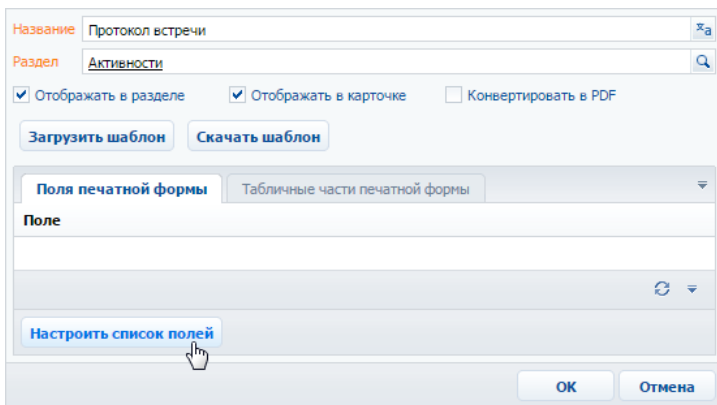 Название Протокол встречи
Раздел Активности
Отображать в разделе Отображать в карточке Конвертировать в PDF
Загрузить шаблон Скачать шаблон
Поля печатной формы Табличные части печатной формы
Поле
Настроить список полей
ОК Отмена